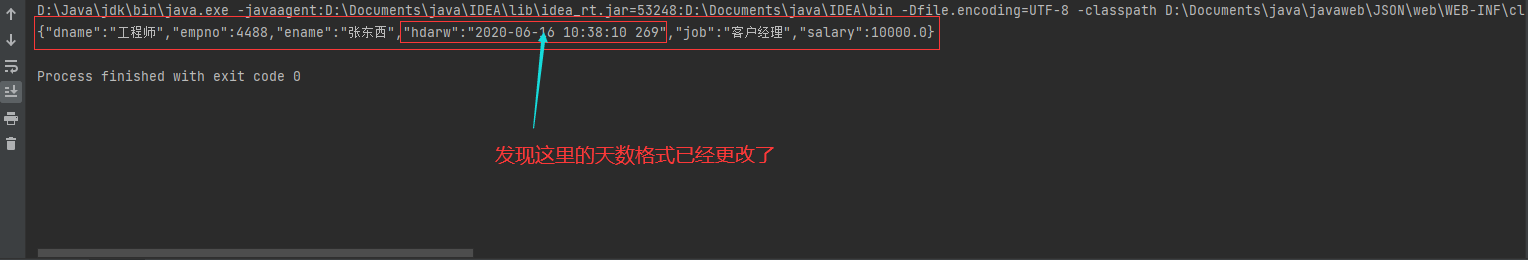 D:\Java\jdk\bin\java.exe -javaagent:D:\Documents\java\IDEA\lib\idea_rt.jar=53248:D:\Documents\java\IDEA\bin -Dfile.encoding=UTF-8 -classpath D:\Documents\java\javaweb\JSON\web\WEB-INF\cl
{"dname":"工程师","empno":4488,"ename":"张东西","hdarw":"2020-06-16 10:38:10 269","job":"客户经理","salary":10000.0}
Process finished with exit code 0
发现这里的天数格式已经更改了